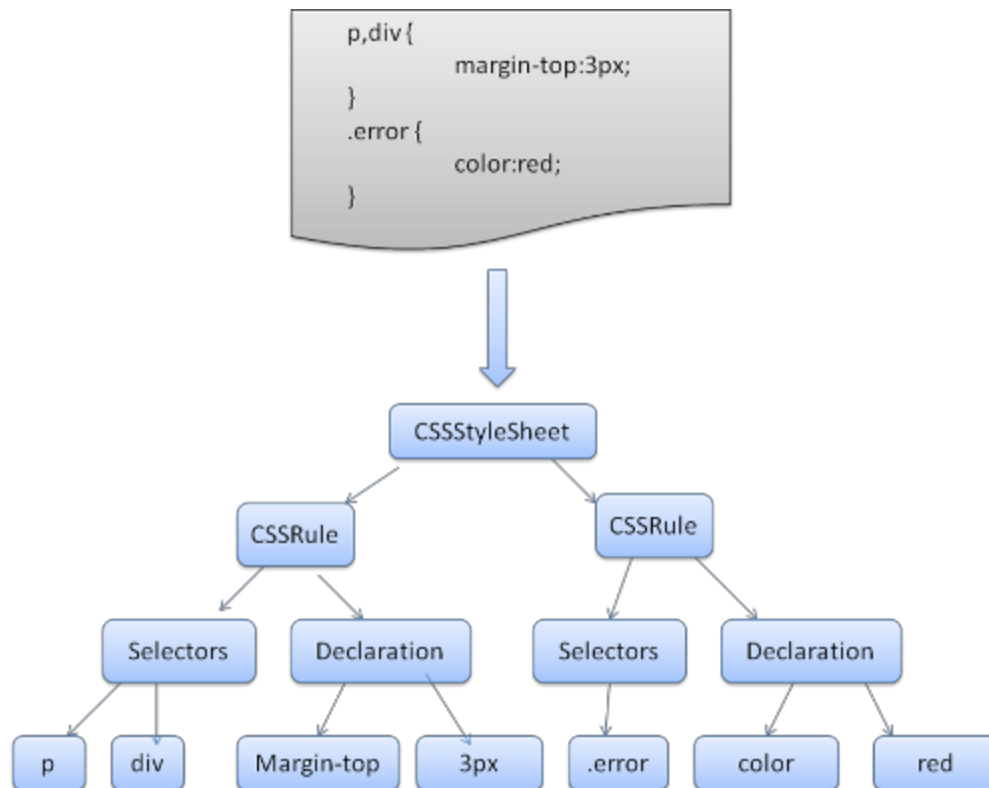 p,div {
margin-top:3px;
}
.error {
color:red;
}
CSSStyleSheet
CSSRule
CSSRule
Selectors
Declaration
Selectors
Declaration
p
div
Margin-top
3px
.error
color
red